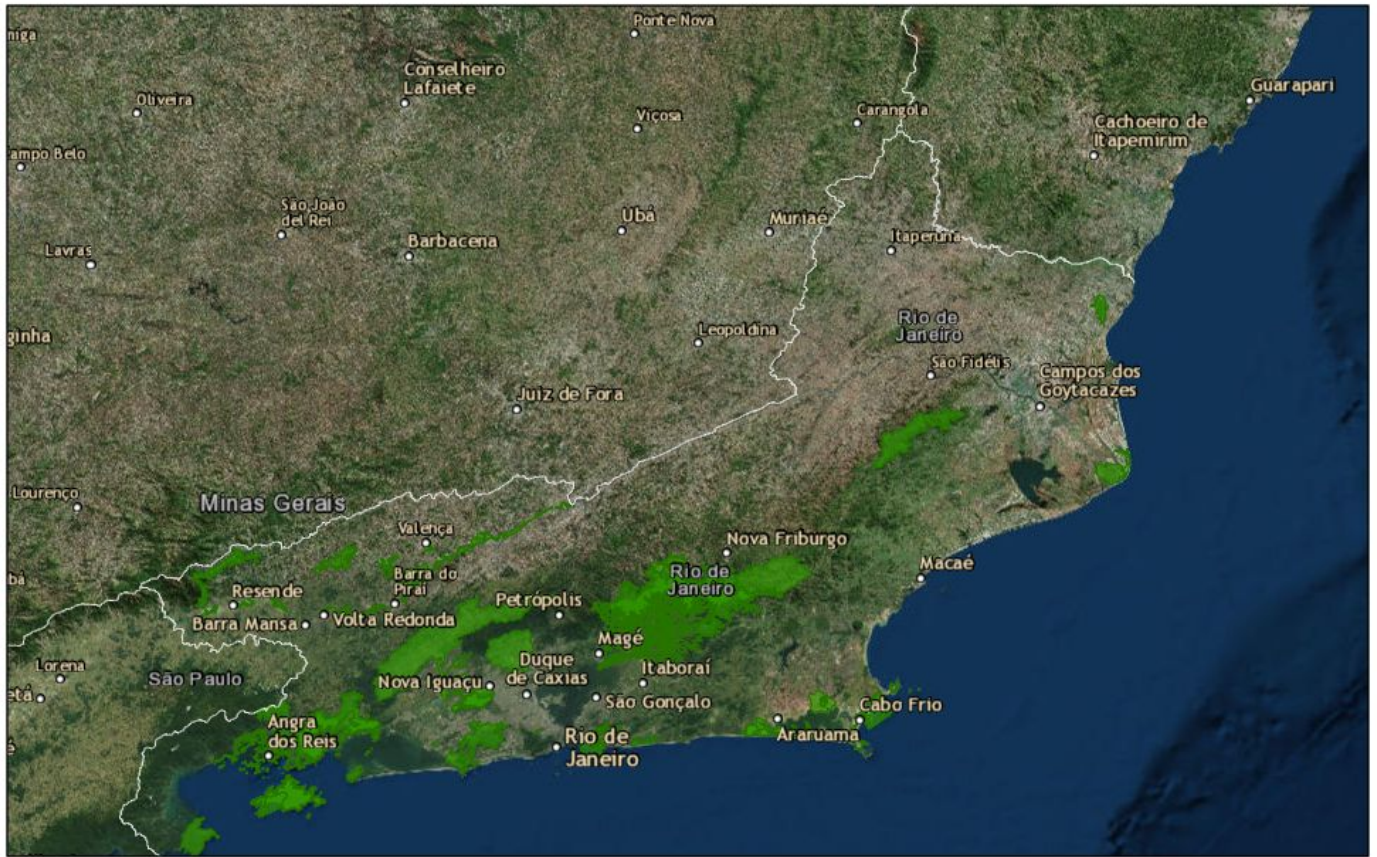 Ponte Nova
niga
Conselheiro
Lafaiete
Oliveira
Guarapari
Viçosa
Carangola
Cachoeiro de
Itapemirim
ampo Belo
São João
del Rei
Ubá
Muriaé
Itaperuna
Lavras
Barbacena
ginha
Leopoldina
Rio de
Janeiro
São Fidélis
Campos dos
Goytacazes
Juiz de Fora
Lourenço
Minas Gerais
Valença
Nova Friburgo
bá
Resende
Barra do
Piraí
Rio de
Janeiro
Macaé
Barra Mansa
Volta Redonda
Petrópolis
Magé
Lorena
São Paulo
Duque
de Caxias
Itaboraí
etá
Nova Iguaçu
São Gonçalo
Cabo Frio
é
Angra
dos Reis
Rio de
Janeiro
Araruama